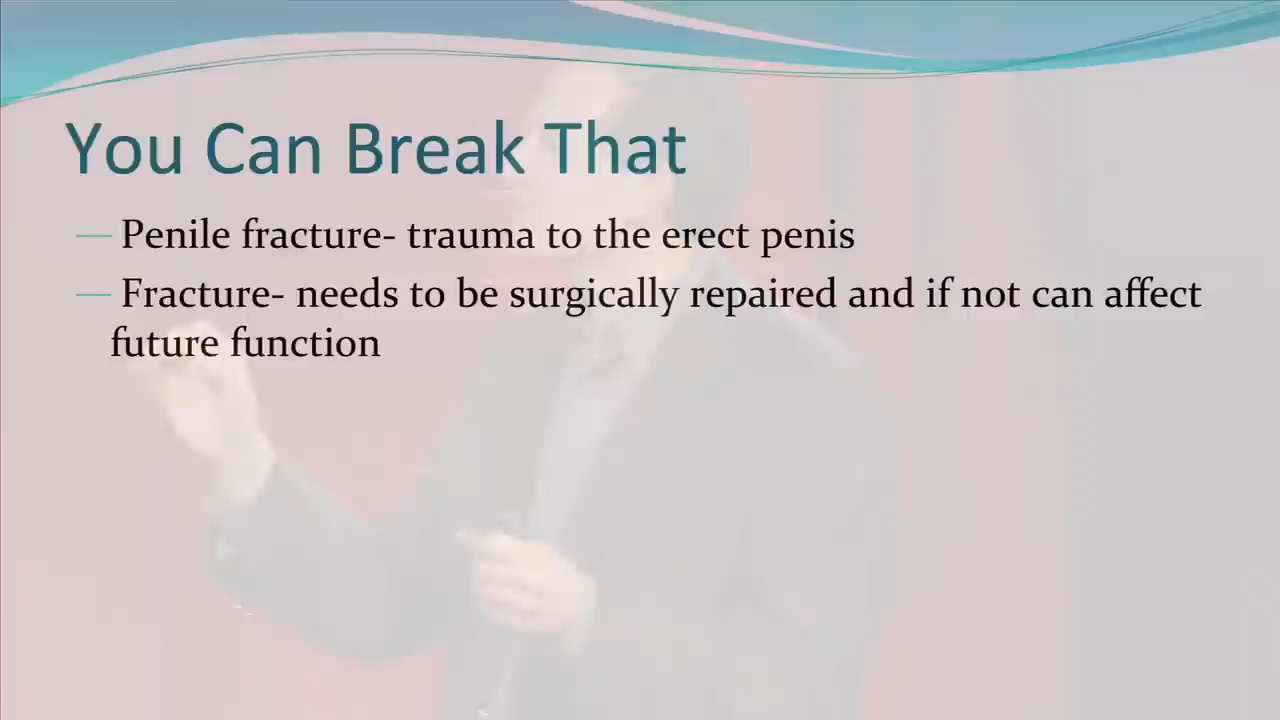 You Can Break That
— Penile fracture- trauma to the erect penis
— Fracture- needs to be surgically repaired and if not can affect
future function